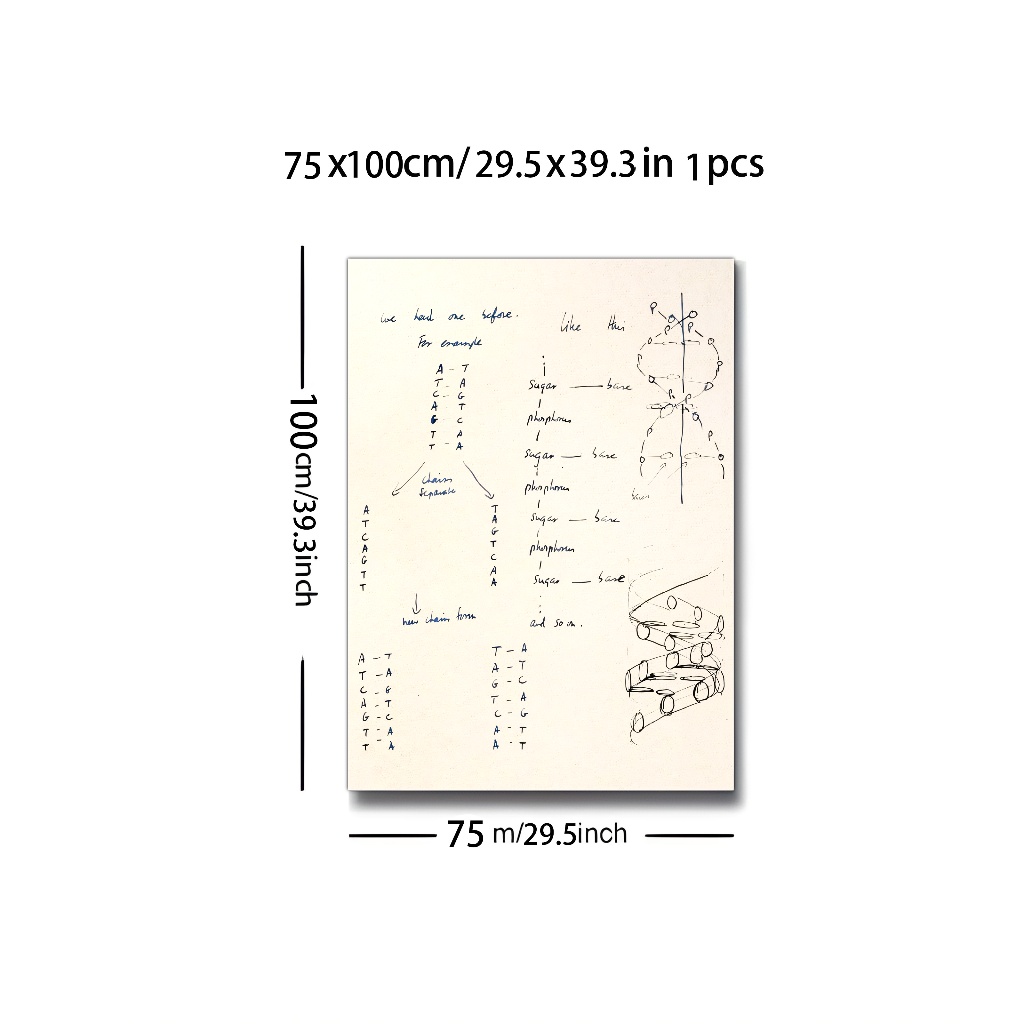 75x100cm/ 29.5x39.3in 1pcs
100cm/39.3inch
we had one before.
For example
A - T
T - A
C - G
A T
G C
T A
T - A
chains
separate
A
T
C
A
G
T
T
T
A
G
T
C
A
A
new chains form
A - T
T - A
C - G
A - T
G - C
T - A
T - A
T - A
A - T
G - C
T - A
C - G
A - T
A - T
like this
sugar — base
phosphorus
sugar — base
phosphorus
sugar — base
phosphorus
sugar — base
and so on.
P
P P
P
P
P
P
P
P
75 m/29.5inch